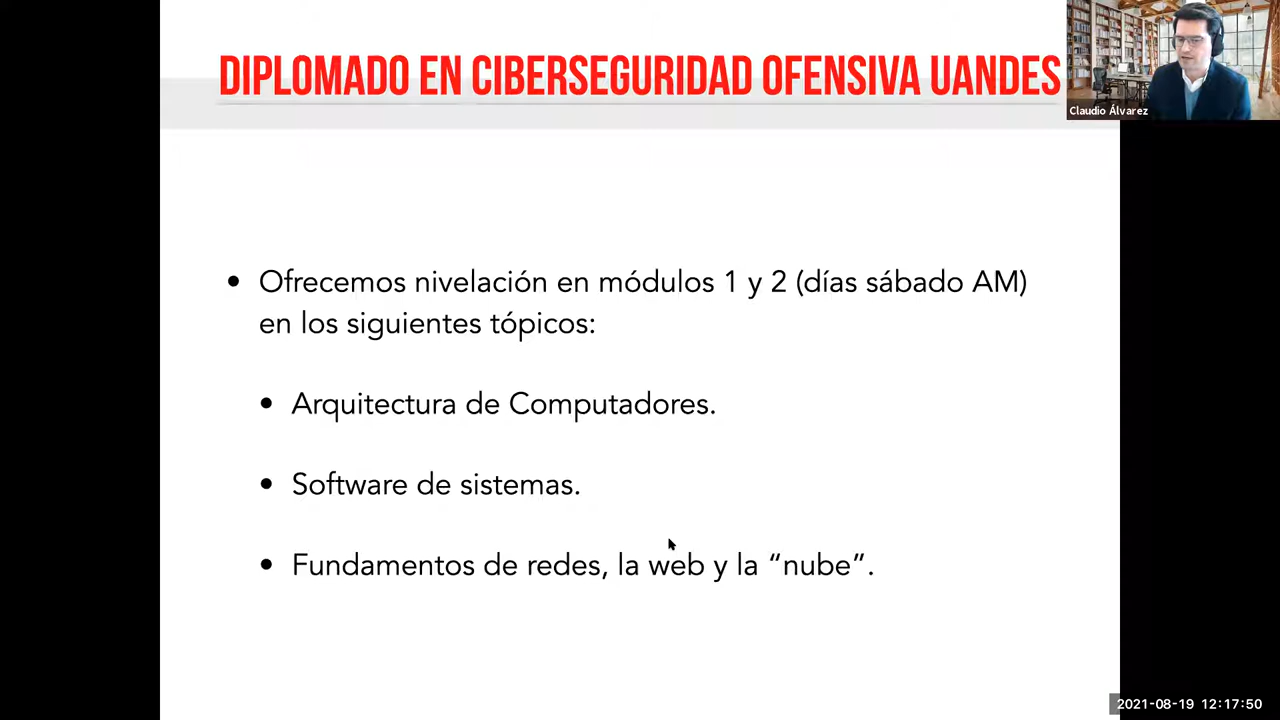 DIPLOMADO EN CIBERSEGURIDAD OFENSIVA UANDES
Claudio Álvarez
• Ofrecemos nivelación en módulos 1 y 2 (días sábado AM)
en los siguientes tópicos:
• Arquitectura de Computadores.
• Software de sistemas.
• Fundamentos de redes, la web y la “nube”.
2021-08-19 12:17:50